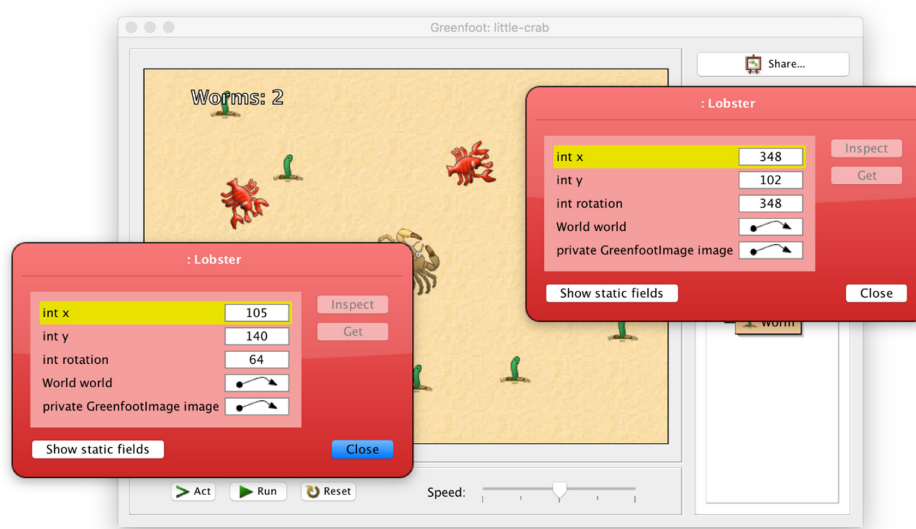 Greenfoot: little-crab
Share...
Worms: 2
: Lobster
int x 348
int y 102
int rotation 348
World world
private GreenfootImage image
Inspect
Get
Show static fields
Close
: Lobster
int x 105
int y 140
int rotation 64
World world
private GreenfootImage image
Inspect
Get
Show static fields
Close
Worm
Act
Run
Reset
Speed: